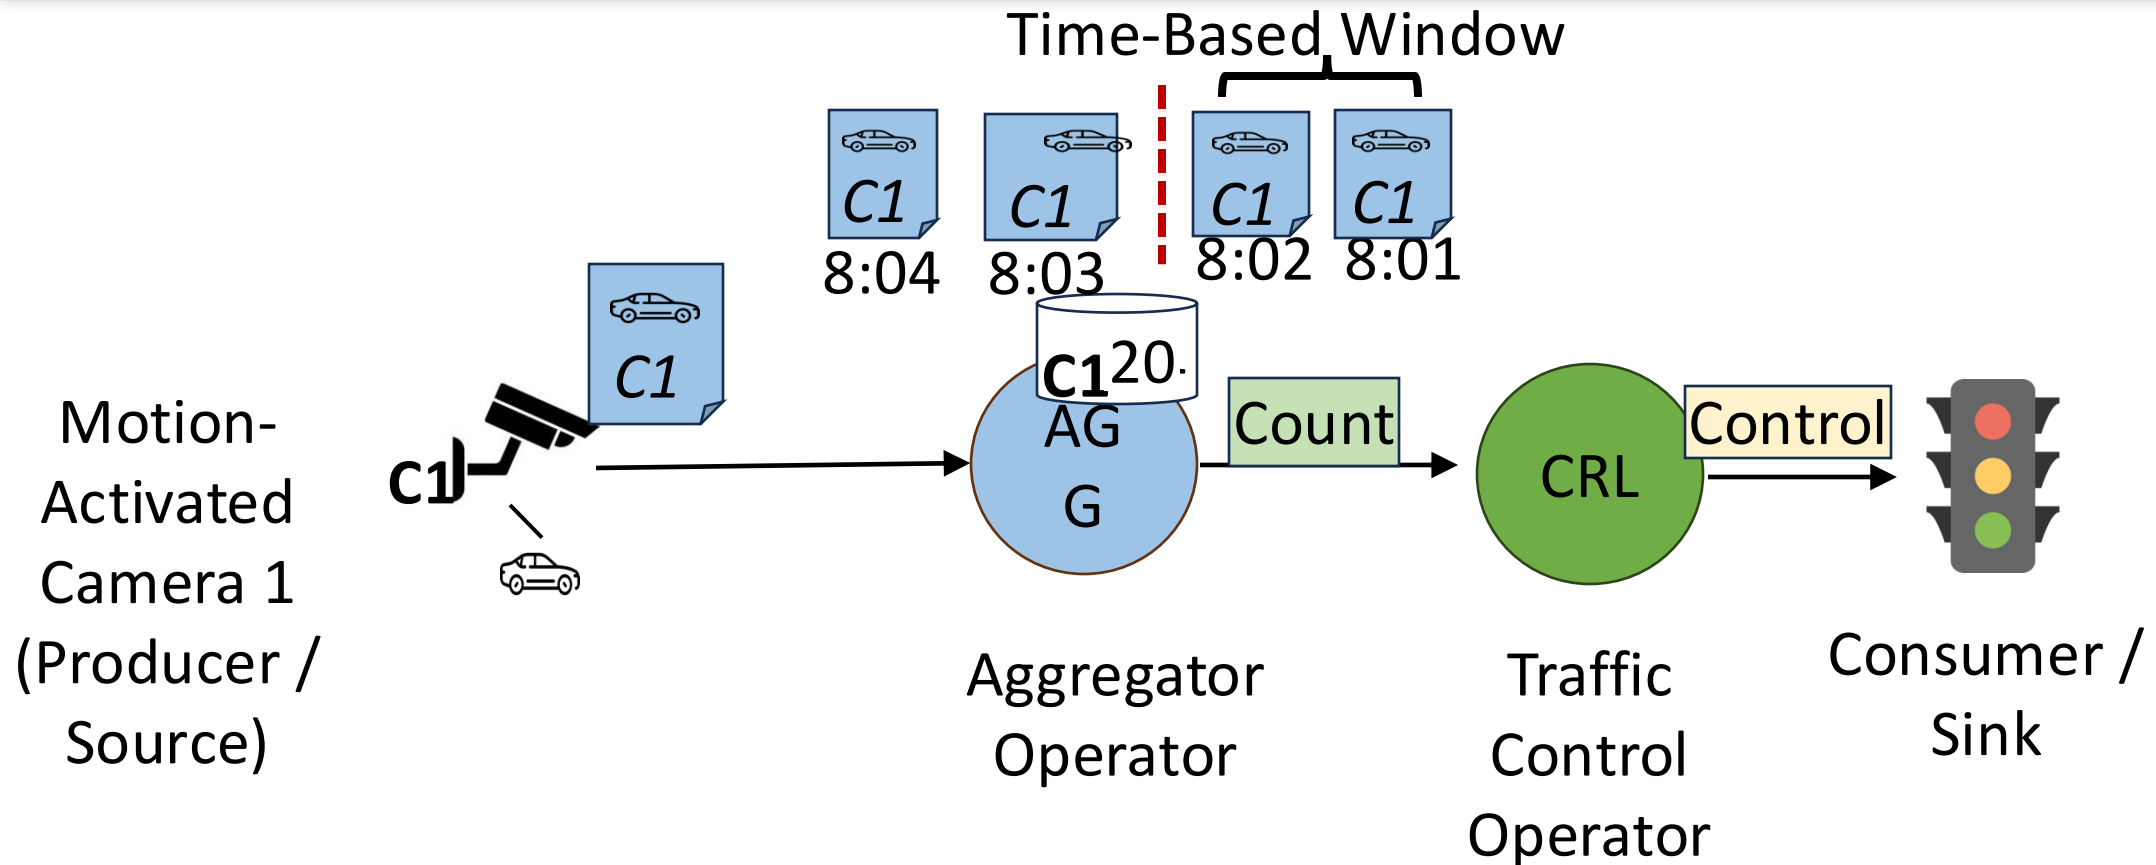 Time-Based Window
C1
C1
C1
C1
8:04
8:03
8:02
8:01
C1
C1
C120.
AG
G
Count
CRL
Control
Motion-
Activated
Camera 1
(Producer /
Source)
Aggregator
Operator
Traffic
Control
Operator
Consumer /
Sink